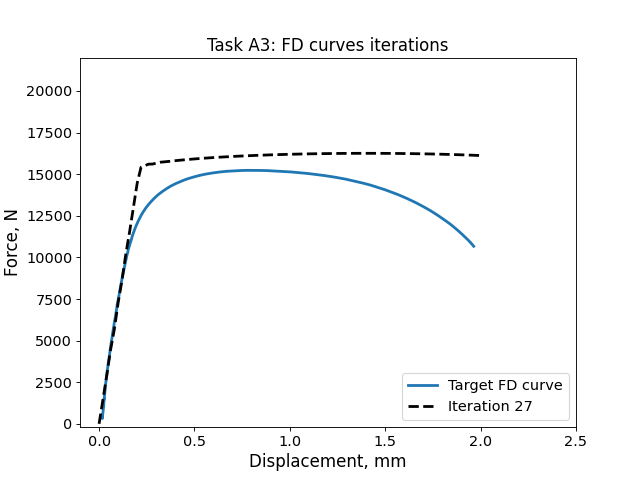 Task A3: FD curves iterations
Force, N
20000
17500
15000
12500
10000
7500
5000
2500
0
Target FD curve
Iteration 27
0.0 0.5 1.0 1.5 2.0 2.5
Displacement, mm